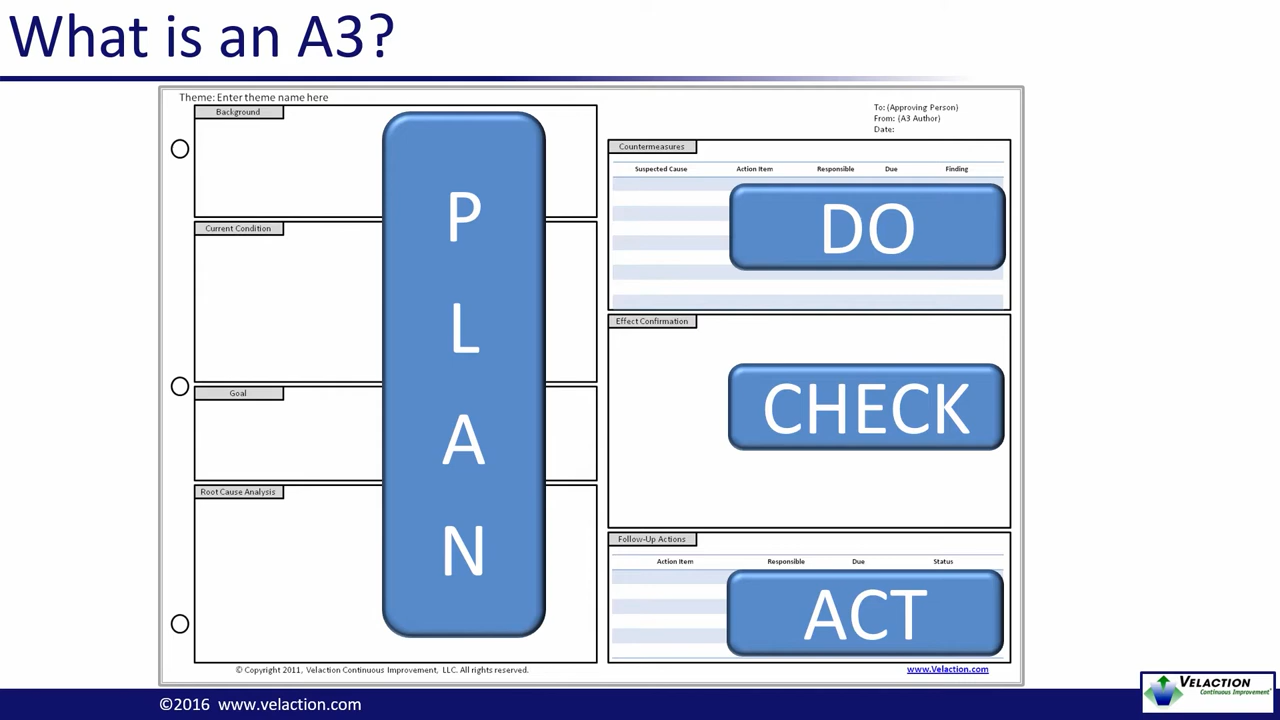 What is an A3?
Theme: Enter theme name here
Background
Current Condition
Goal
Root Cause Analysis
P
L
A
N
To: (Approving Person)
From: (A3 Author)
Date:
Countermeasures
Suspected Cause Action Item Responsible Due Finding
DO
Effect Confirmation
CHECK
Follow-Up Actions
Action Item Responsible Due Status
ACT
© Copyright 2011, Velaction Continuous Improvement, LLC. All rights reserved.
www.Velaction.com
©2016 www.velaction.com
VELACTION
Continuous Improvement®